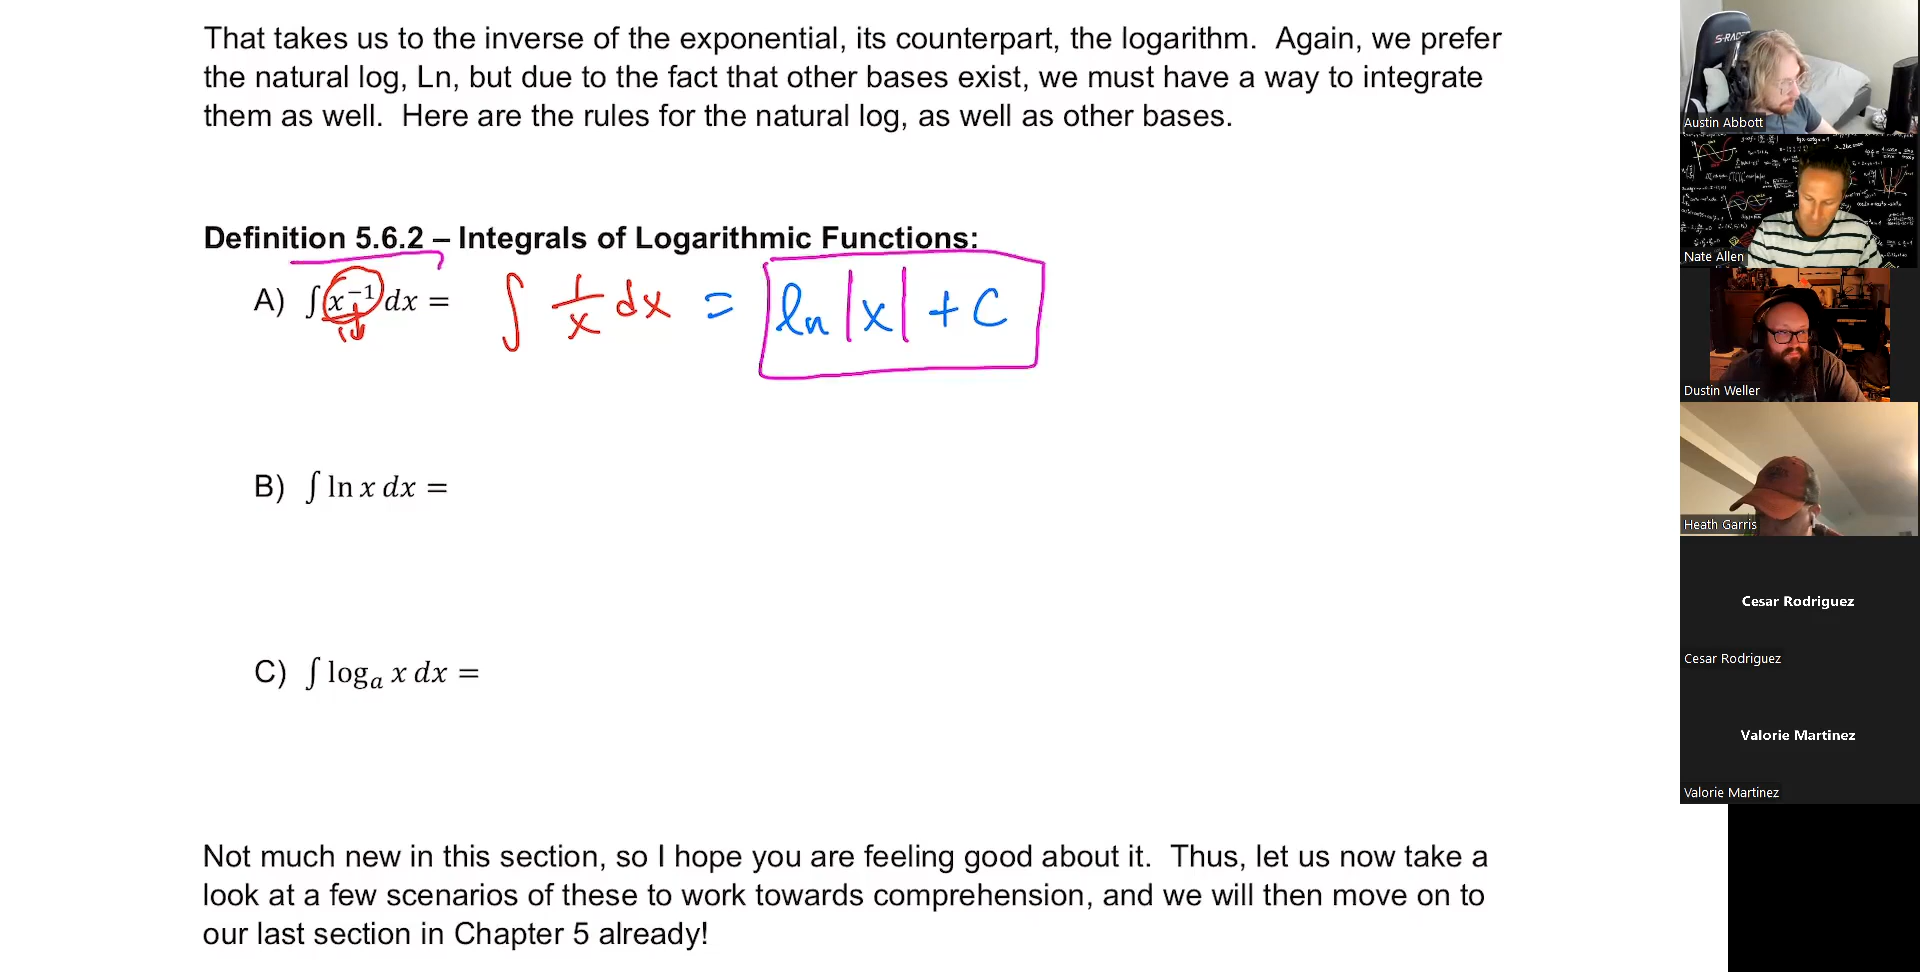 That takes us to the inverse of the exponential, its counterpart, the logarithm. Again, we prefer
the natural log, Ln, but due to the fact that other bases exist, we must have a way to integrate
them as well. Here are the rules for the natural log, as well as other bases.
Definition 5.6.2 – Integrals of Logarithmic Functions:
A) ∫x⁻¹ dx = ∫ 1/x dx = ln|x| + C
B) ∫ ln x dx =
C) ∫ logₐ x dx =
Not much new in this section, so I hope you are feeling good about it. Thus, let us now take a
look at a few scenarios of these to work towards comprehension, and we will then move on to
our last section in Chapter 5 already!
Austin Abbott
Nate Allen
Dustin Weller
Heath Garris
Cesar Rodriguez
Cesar Rodriguez
Valorie Martinez
Valorie Martinez